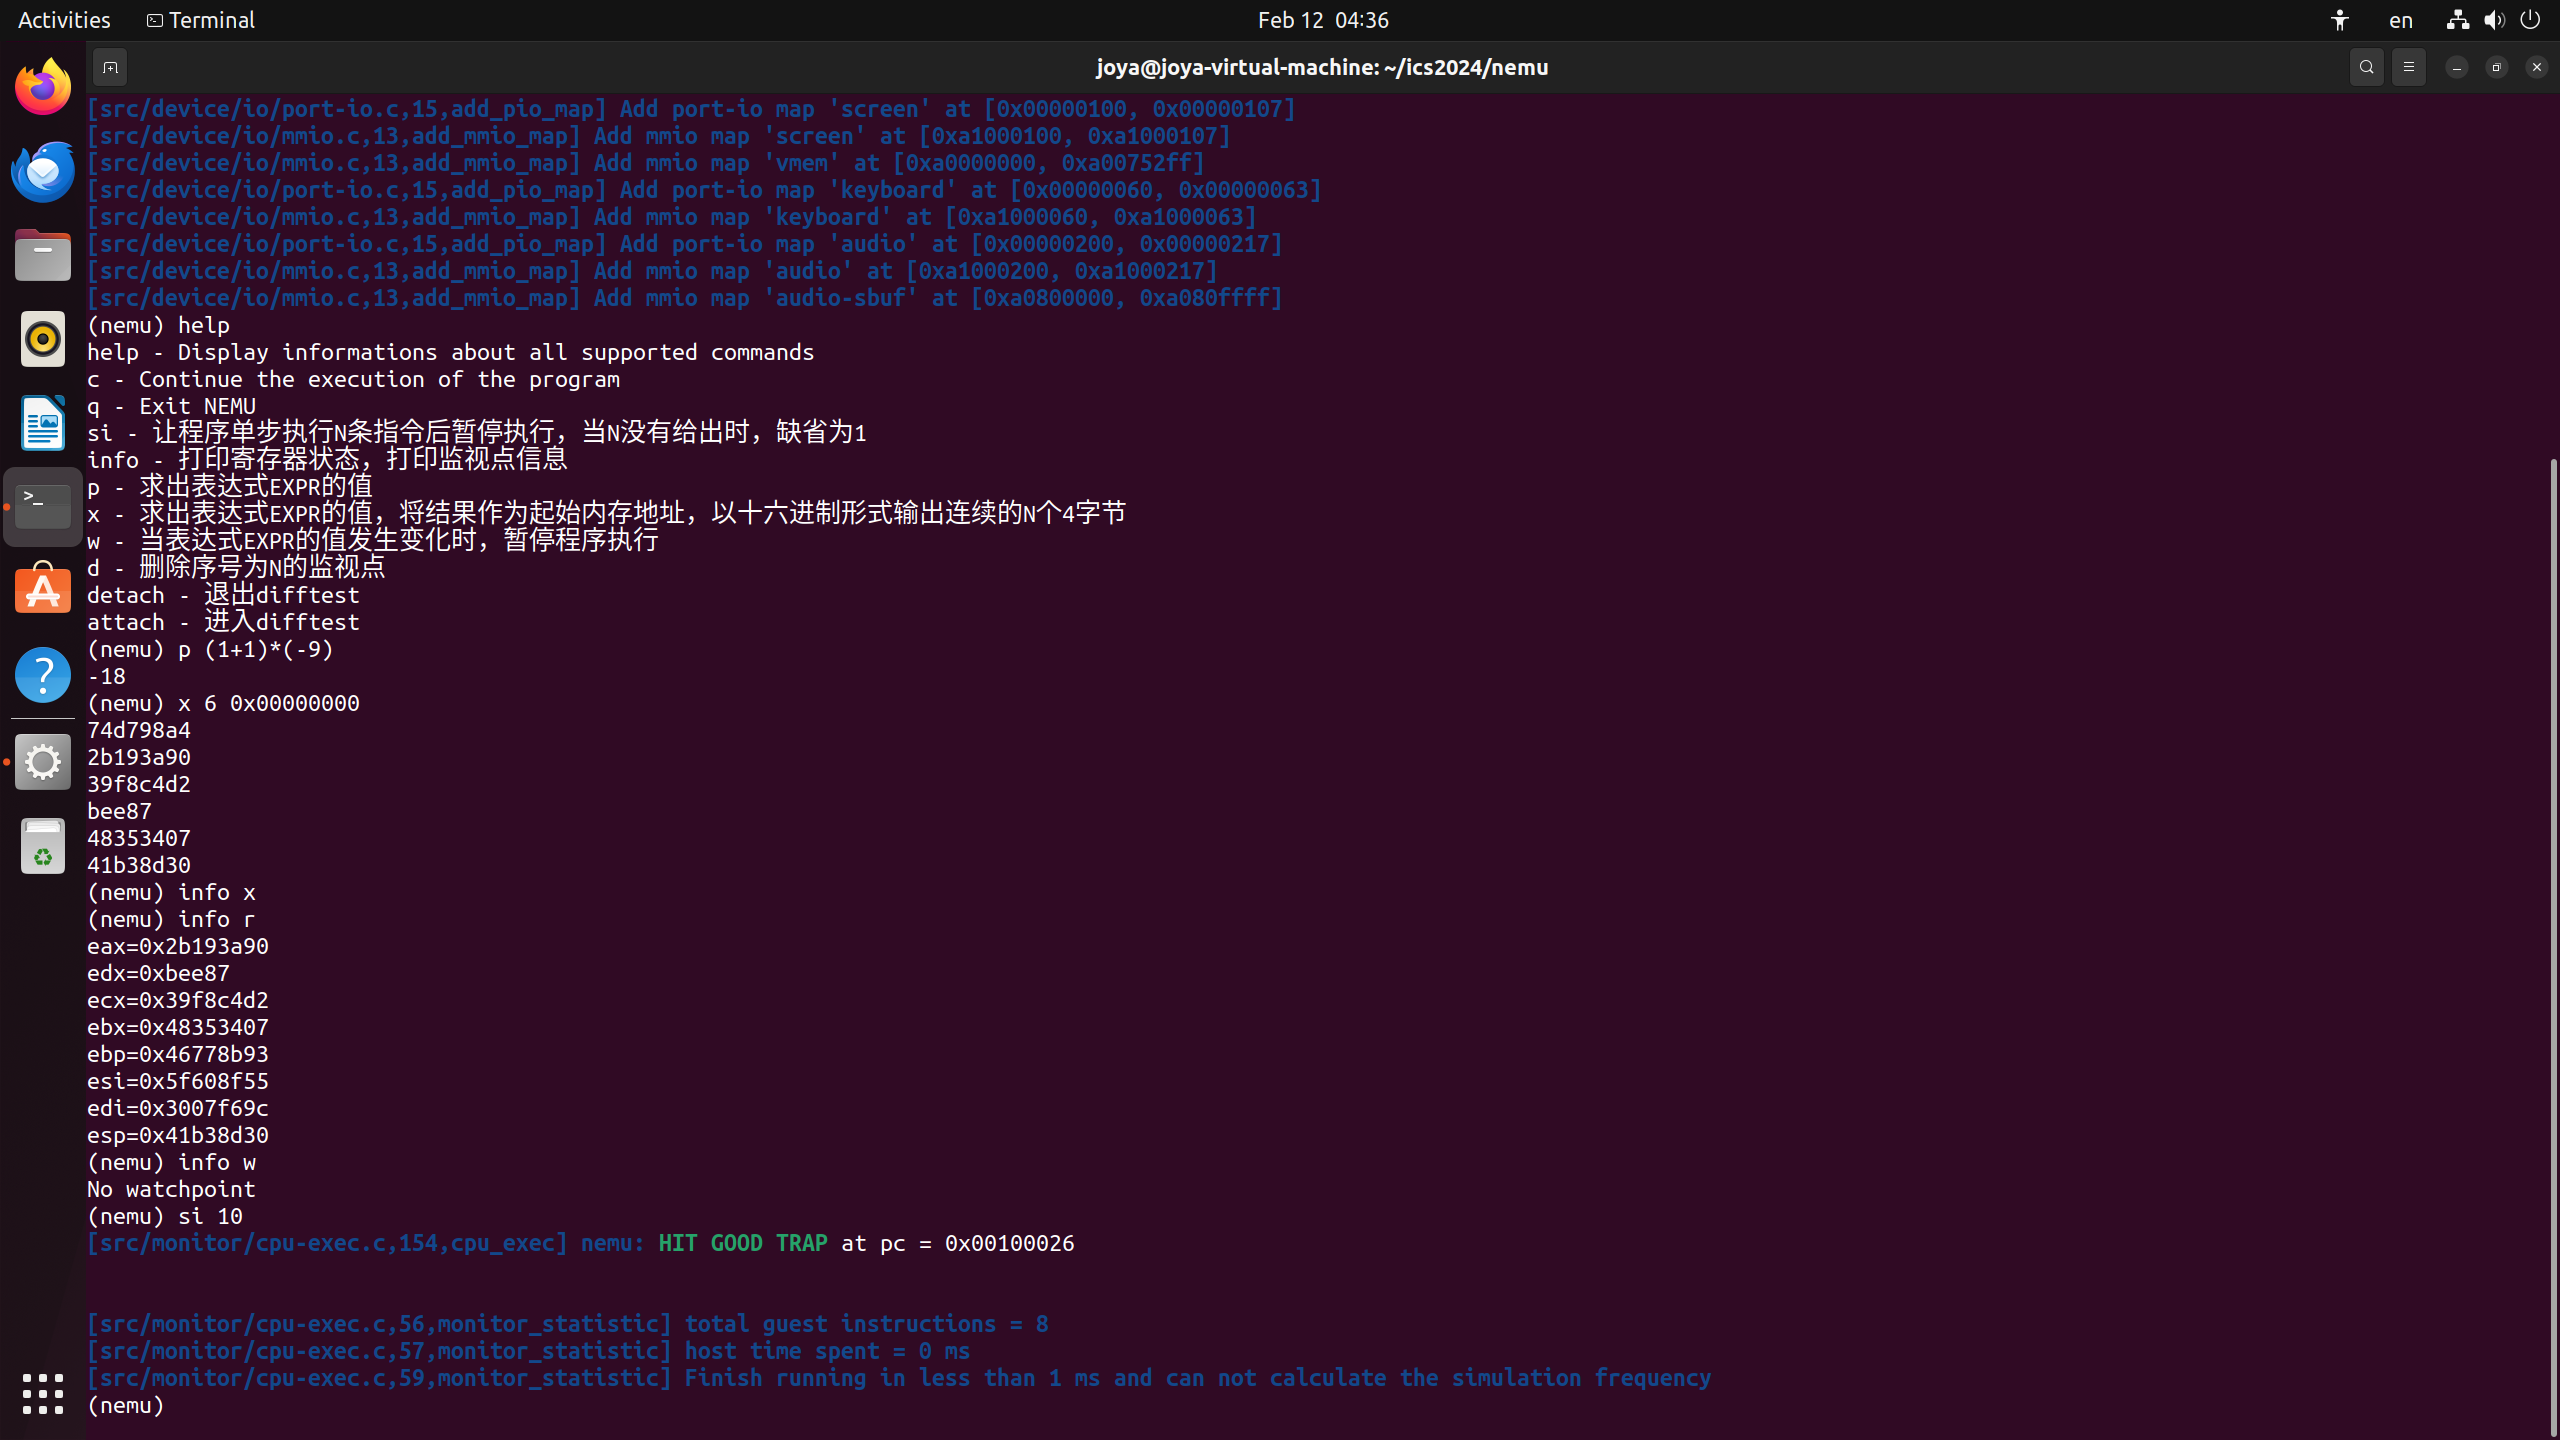 Activities Terminal Feb 12 04:36 en
joya@joya-virtual-machine: ~/ics2024/nemu
[src/device/io/port-io.c,15,add_pio_map] Add port-io map 'screen' at [0x00000100, 0x00000107]
[src/device/io/mmio.c,13,add_mmio_map] Add mmio map 'screen' at [0xa1000100, 0xa1000107]
[src/device/io/mmio.c,13,add_mmio_map] Add mmio map 'vmem' at [0xa0000000, 0xa00752ff]
[src/device/io/port-io.c,15,add_pio_map] Add port-io map 'keyboard' at [0x00000060, 0x00000063]
[src/device/io/mmio.c,13,add_mmio_map] Add mmio map 'keyboard' at [0xa1000060, 0xa1000063]
[src/device/io/port-io.c,15,add_pio_map] Add port-io map 'audio' at [0x00000200, 0x00000217]
[src/device/io/mmio.c,13,add_mmio_map] Add mmio map 'audio' at [0xa1000200, 0xa1000217]
[src/device/io/mmio.c,13,add_mmio_map] Add mmio map 'audio-sbuf' at [0xa0800000, 0xa080ffff]
(nemu) help
help - Display informations about all supported commands
c - Continue the execution of the program
q - Exit NEMU
si - 让程序单步执行N条指令后暂停执行，当N没有给出时，缺省为1
info - 打印寄存器状态，打印监视点信息
p - 求出表达式EXPR的值
x - 求出表达式EXPR的值，将结果作为起始内存地址，以十六进制形式输出连续的N个4字节
w - 当表达式EXPR的值发生变化时，暂停程序执行
d - 删除序号为N的监视点
detach - 退出difftest
attach - 进入difftest
(nemu) p (1+1)*(-9)
-18
(nemu) x 6 0x00000000
74d798a4
2b193a90
39f8c4d2
bee87
48353407
41b38d30
(nemu) info x
(nemu) info r
eax=0x2b193a90
edx=0xbee87
ecx=0x39f8c4d2
ebx=0x48353407
ebp=0x46778b93
esi=0x5f608f55
edi=0x3007f69c
esp=0x41b38d30
(nemu) info w
No watchpoint
(nemu) si 10
[src/monitor/cpu-exec.c,154,cpu_exec] nemu: HIT GOOD TRAP at pc = 0x00100026
[src/monitor/cpu-exec.c,56,monitor_statistic] total guest instructions = 8
[src/monitor/cpu-exec.c,57,monitor_statistic] host time spent = 0 ms
[src/monitor/cpu-exec.c,59,monitor_statistic] Finish running in less than 1 ms and can not calculate the simulation frequency
(nemu)